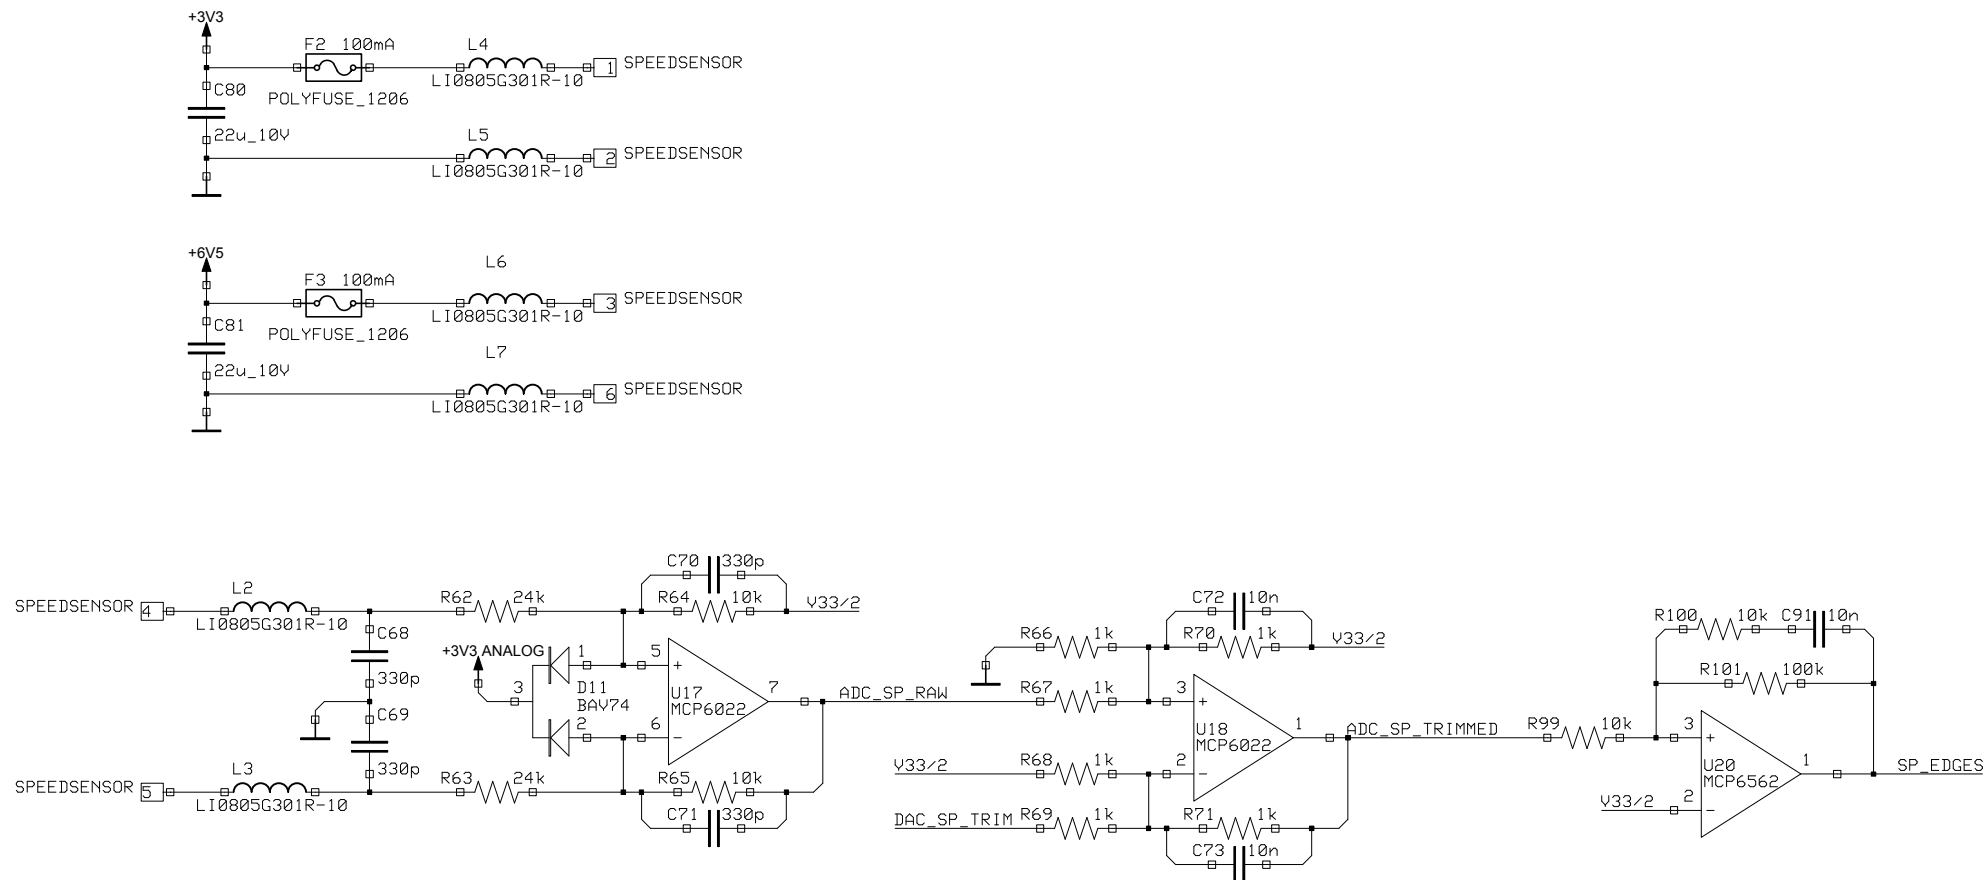 +3V3
F2 100mA
L4
1 SPEEDSENSOR
LI0805G301R-10
C80
POLYFUSE_1206
22u_10V
L5
2 SPEEDSENSOR
LI0805G301R-10
+6V5
L6
F3 100mA
3 SPEEDSENSOR
LI0805G301R-10
C81
POLYFUSE_1206
L7
22u_10V
6 SPEEDSENSOR
LI0805G301R-10
C70 330p
L2
R62 24k
R64 10k
V33/2
SPEEDSENSOR 4
LI0805G301R-10
C68
330p
+3V3 ANALOG
1
5
+
3
D11
BAV74
U17
MCP6022
7
ADC_SP_RAW
2
6
-
C69
330p
L3
R63 24k
R65 10k
SPEEDSENSOR 5
LI0805G301R-10
C71 330p
C72 10n
R66 1k
R70 1k
V33/2
R67 1k
3
+
U18
MCP6022
1
ADC_SP_TRIMMED
V33/2
R68 1k
2
-
DAC_SP_TRIM R69 1k
R71 1k
C73 10n
R100 10k C91 10n
R101 100k
R99 10k
3
+
U20
MCP6562
1
SP_EDGES
V33/2
2
-